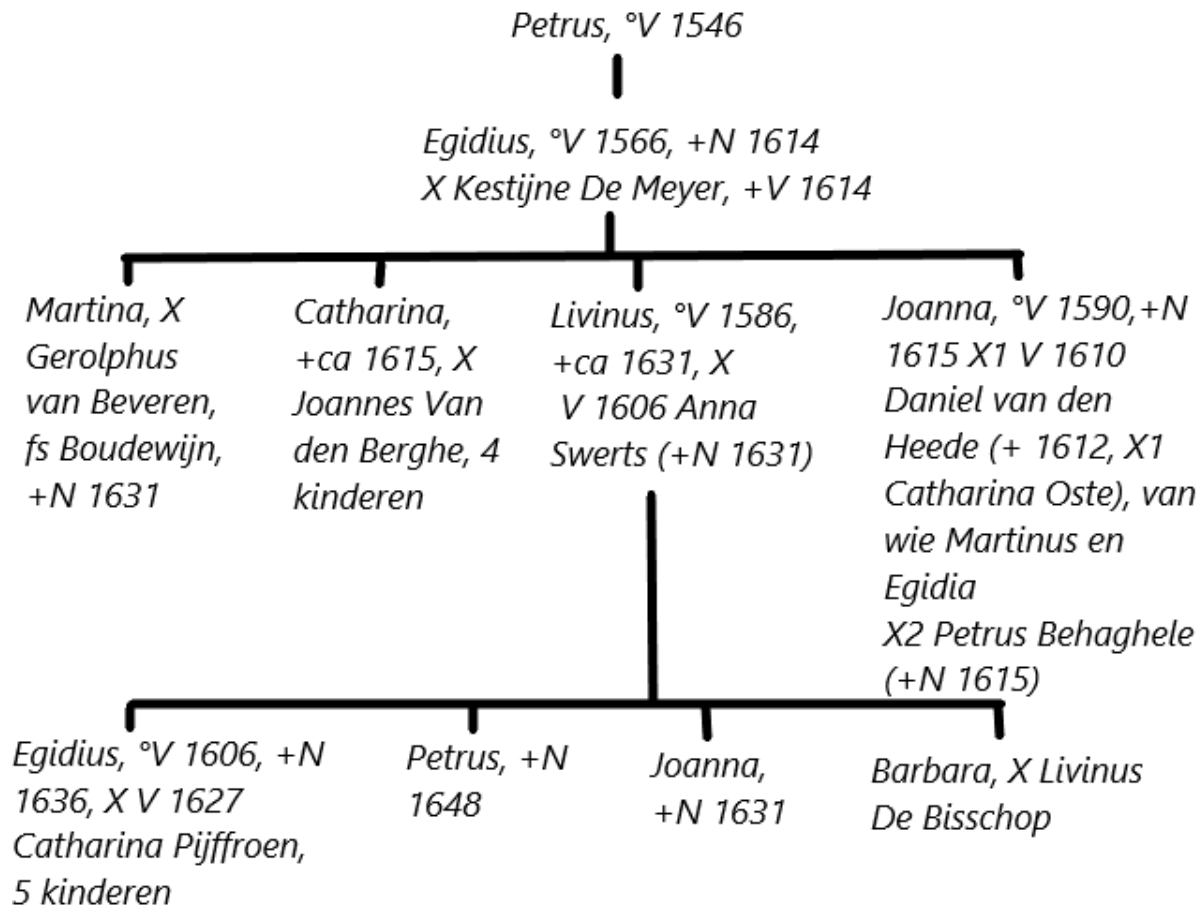 Petrus, °V 1546
Egidius, °V 1566, +N 1614
X Kestijne De Meyer, +V 1614
Martina, X
Gerolphus
van Beveren,
fs Boudewijn,
+N 1631
Catharina,
+ca 1615, X
Joannes Van
den Berghe, 4
kinderen
Livinus, °V 1586,
+ca 1631, X
V 1606 Anna
Swerts (+N 1631)
Joanna, °V 1590,+N
1615 X1 V 1610
Daniel van den
Heede (+ 1612, X1
Catharina Oste), van
wie Martinus en
Egidia
X2 Petrus Behaghele
(+N 1615)
Egidius, °V 1606, +N
1636, X V 1627
Catharina Pijffroen,
5 kinderen
Petrus, +N
1648
Joanna,
+N 1631
Barbara, X Livinus
De Bisschop